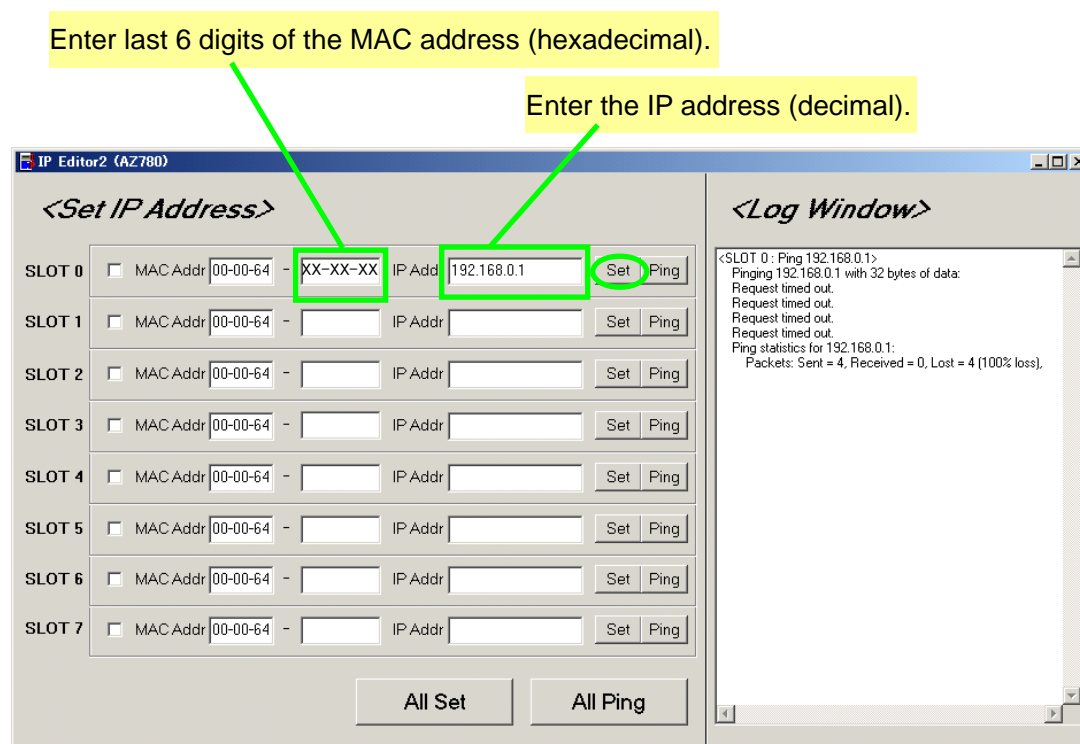 Enter last 6 digits of the MAC address (hexadecimal).
Enter the IP address (decimal).
IP Editor2 (AZ780)
<Set IP Address>
SLOT 0 MAC Addr 00-00-64 - XX-XX-XX IP Add 192.168.0.1 Set Ping
SLOT 1 MAC Addr 00-00-64 - IP Addr Set Ping
SLOT 2 MAC Addr 00-00-64 - IP Addr Set Ping
SLOT 3 MAC Addr 00-00-64 - IP Addr Set Ping
SLOT 4 MAC Addr 00-00-64 - IP Addr Set Ping
SLOT 5 MAC Addr 00-00-64 - IP Addr Set Ping
SLOT 6 MAC Addr 00-00-64 - IP Addr Set Ping
SLOT 7 MAC Addr 00-00-64 - IP Addr Set Ping
All Set All Ping
<Log Window>
<SLOT 0 : Ping 192.168.0.1>
Pinging 192.168.0.1 with 32 bytes of data:
Request timed out.
Request timed out.
Request timed out.
Request timed out.
Ping statistics for 192.168.0.1:
Packets: Sent = 4, Received = 0, Lost = 4 (100% loss),